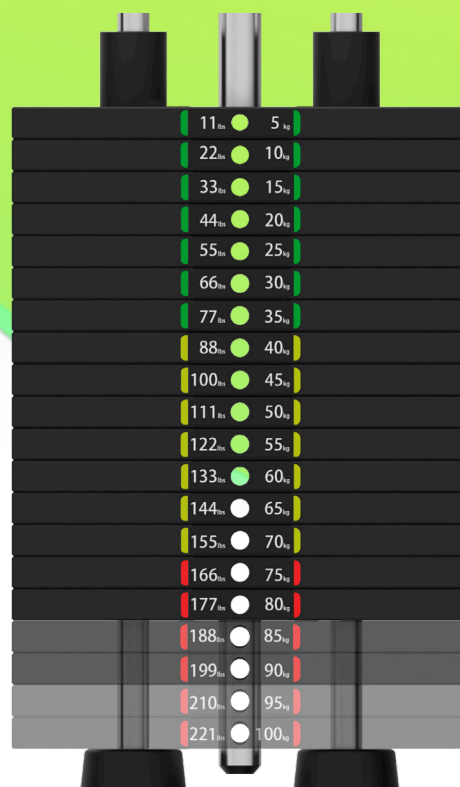 11lbs 5 kg
22lbs 10kg
33lbs 15kg
44lbs 20kg
55lbs 25kg
66lbs 30kg
77lbs 35kg
88lbs 40kg
100lbs 45kg
111lbs 50kg
122lbs 55kg
133lbs 60kg
144lbs 65kg
155lbs 70kg
166lbs 75kg
177lbs 80kg
188lbs 85kg
199lbs 90kg
210lbs 95kg
221lbs 100kg